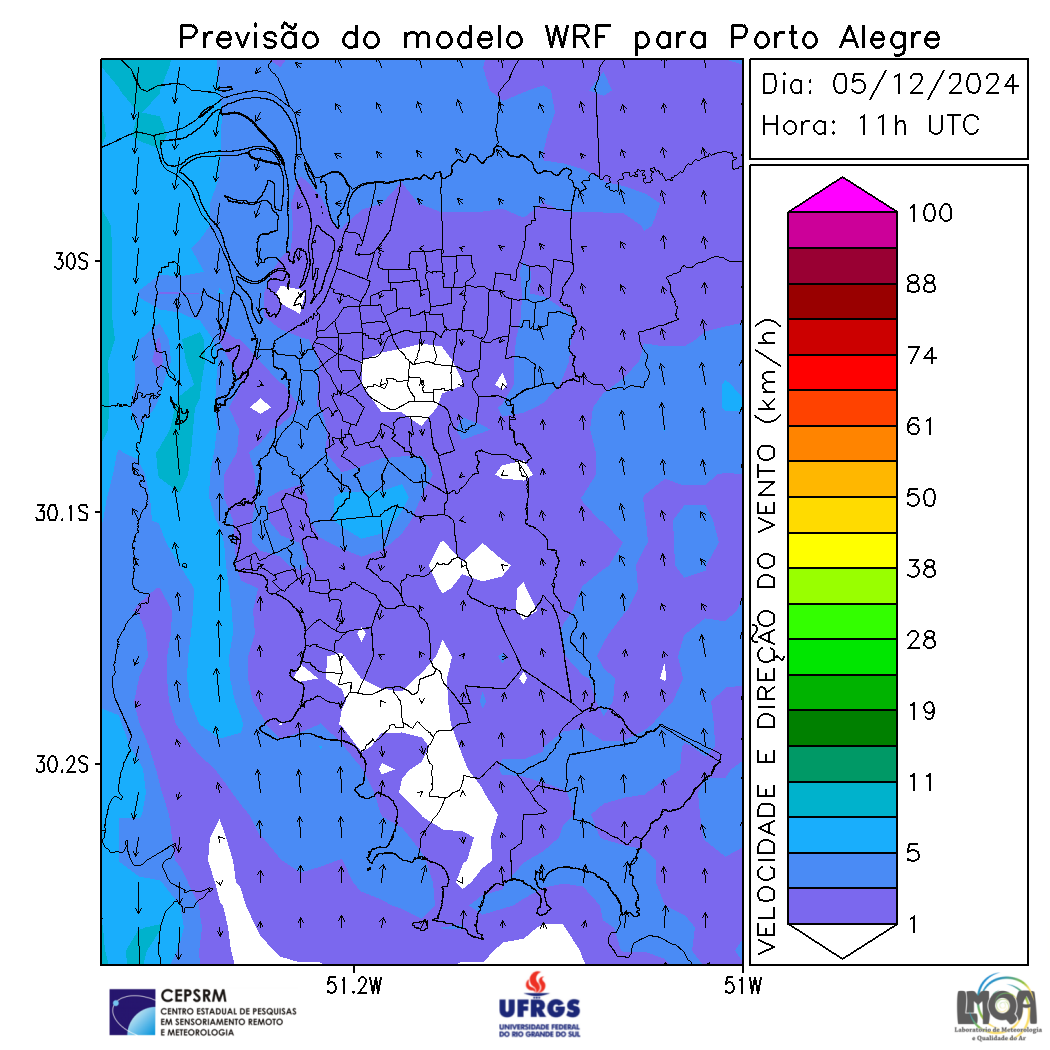 Previsão do modelo WRF para Porto Alegre
Dia: 05/12/2024
Hora: 11h UTC
30S
30.1S
30.2S
51.2W
51W
VELOCIDADE E DIREÇÃO DO VENTO (km/h)
100
88
74
61
50
38
28
19
11
5
1
CEPSRM
CENTRO ESTADUAL DE PESQUISAS
EM SENSORIAMENTO REMOTO
E METEOROLOGIA
UFRGS
UNIVERSIDADE FEDERAL
DO RIO GRANDE DO SUL
LMQA
Laboratório de Meteorologia
e Qualidade do Ar